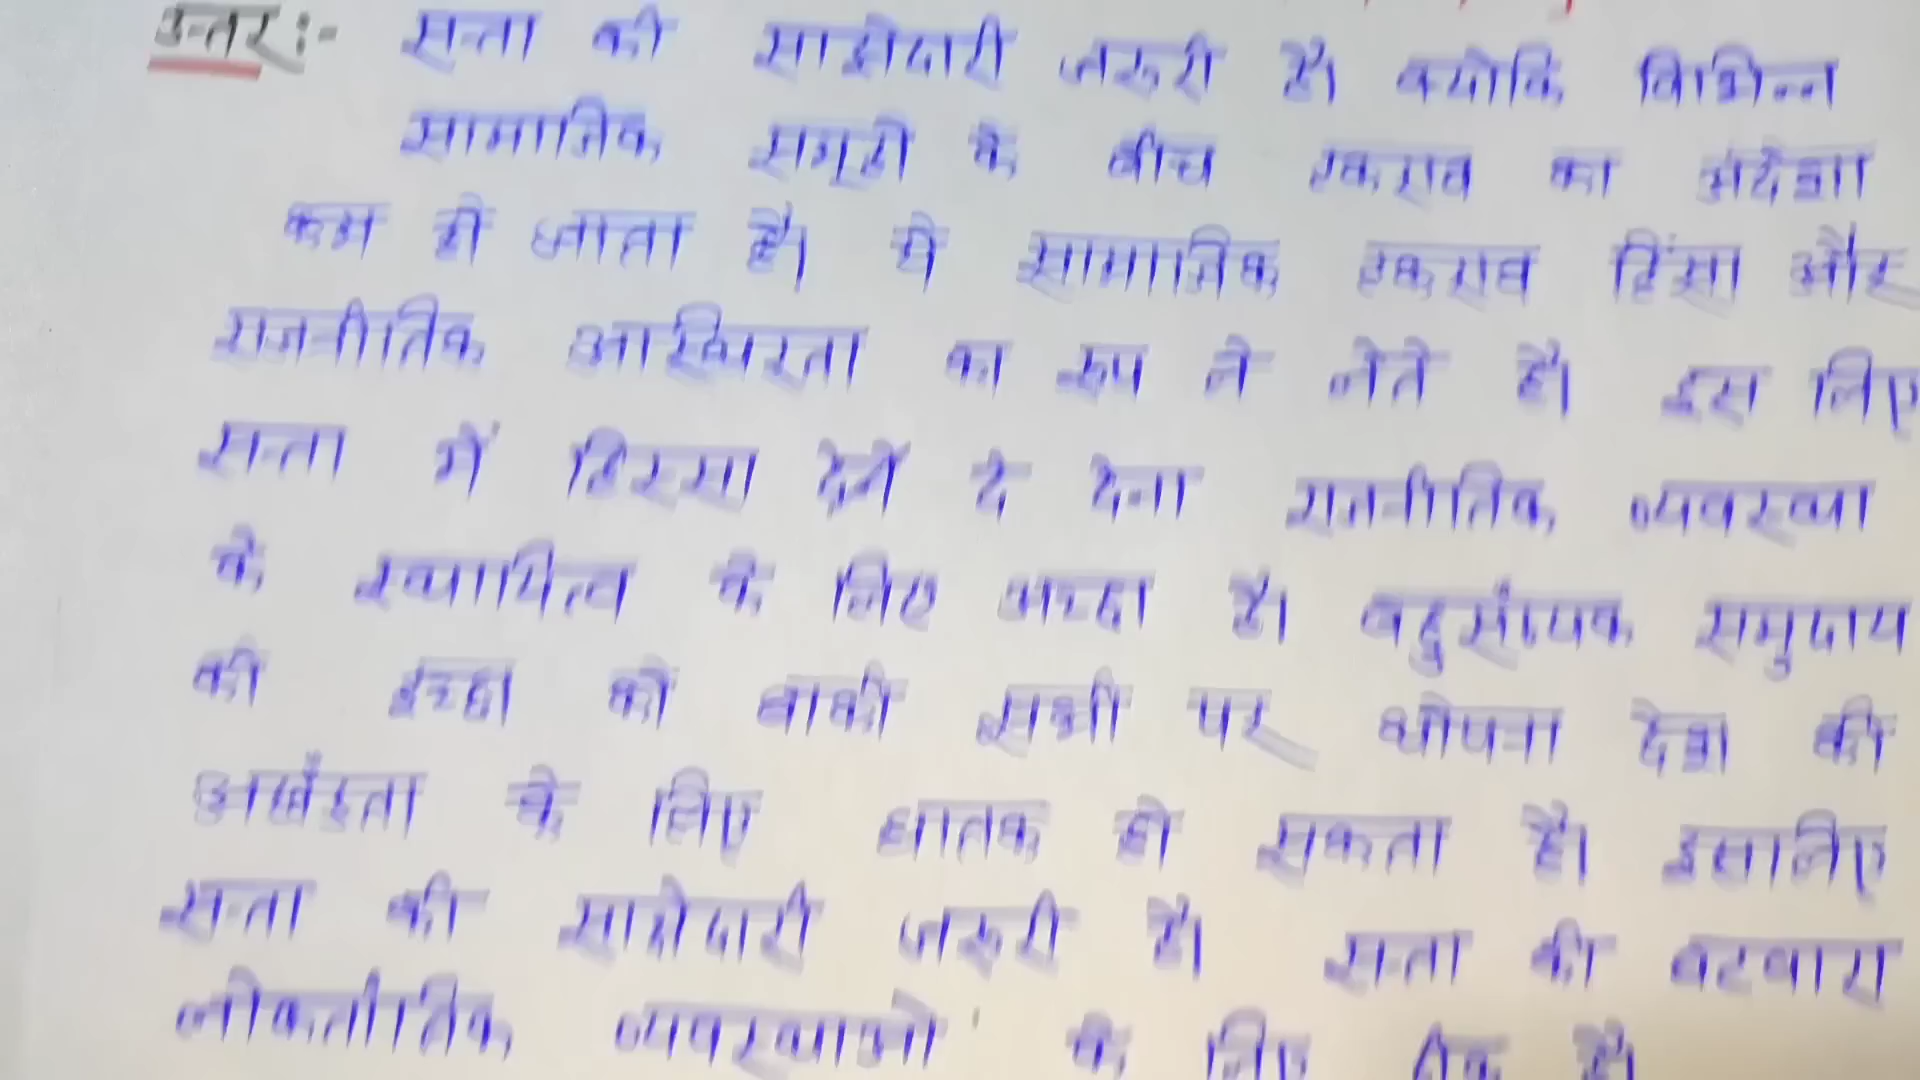 उत्तर:- सत्ता की साझेदारी जरुरी है। क्योकि विभिन्न
सामाजिक समूहो के बीच टकराव का अंदेशा
कम हो जाता है। ये सामाजिक टकराव हिंसा और
राजनीतिक अस्थिरता का रुप ले लेते है। इस लिए
सत्ता में हिस्सा दे देना राजनीतिक व्यवस्था
के स्थायित्व के लिए अच्छा है। बहुसंख्यक समुदाय
की इच्छा को बाकी सभी पर थोपना देश की
अखंडता के लिए घातक हो सकता है। इसलिए
सत्ता की साझेदारी जरुरी है। सत्ता की बटवारा
लोकतांत्रिक व्यवस्थाओ के लिए ठीक है।